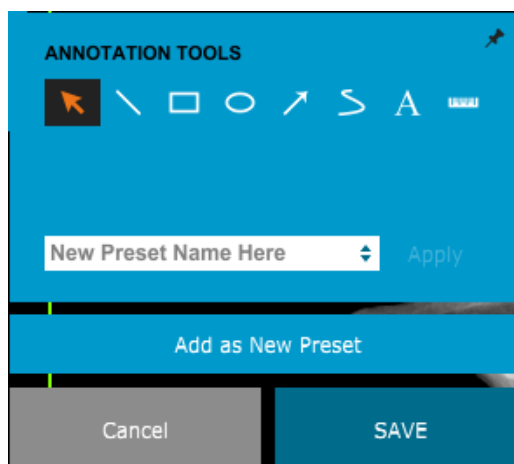 ANNOTATION TOOLS
A
New Preset Name Here
Apply
Add as New Preset
Cancel
SAVE